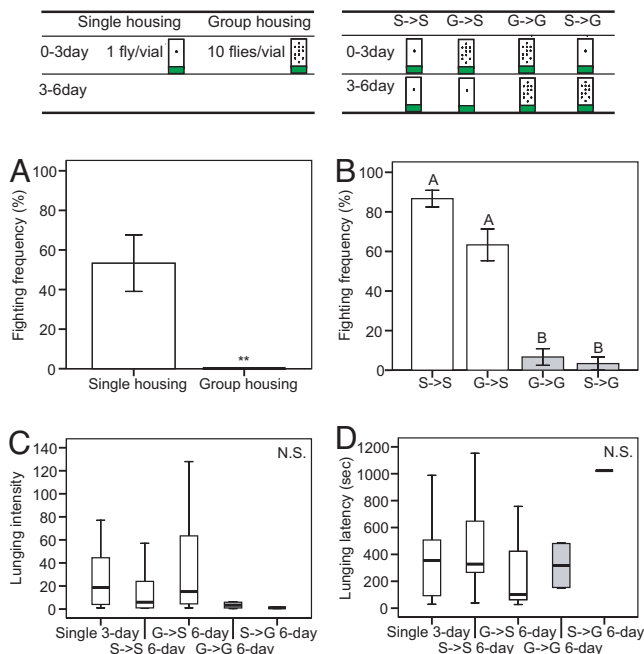 Single housing Group housing
0-3day 1 fly/vial 10 flies/vial
3-6day
S->S G->S G->G S->G
0-3day
3-6day
A
Fighting frequency (%)
100
80
60
40
20
0
**
Single housing Group housing
B
Fighting frequency (%)
100
80
60
40
20
0
A
A
B
B
S->S G->S G->G S->G
C
Lunging intensity
140
120
100
80
60
40
20
0
N.S.
Single 3-day G->S 6-day S->G 6-day
S->S 6-day G->G 6-day
D
Lunging latency (sec)
1200
1000
800
600
400
200
0
N.S.
Single 3-day G->S 6-day S->G 6-day
S->S 6-day G->G 6-day